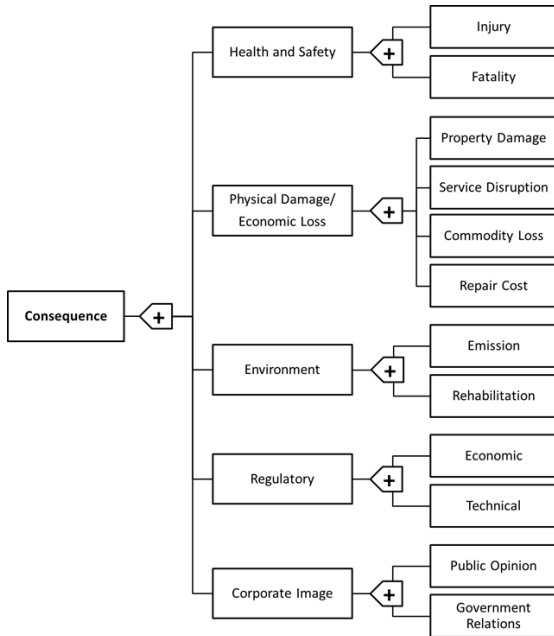 Consequence
+
Health and Safety
+
Injury
Fatality
Physical Damage/
Economic Loss
+
Property Damage
Service Disruption
Commodity Loss
Repair Cost
Environment
+
Emission
Rehabilitation
Regulatory
+
Economic
Technical
Corporate Image
+
Public Opinion
Government
Relations